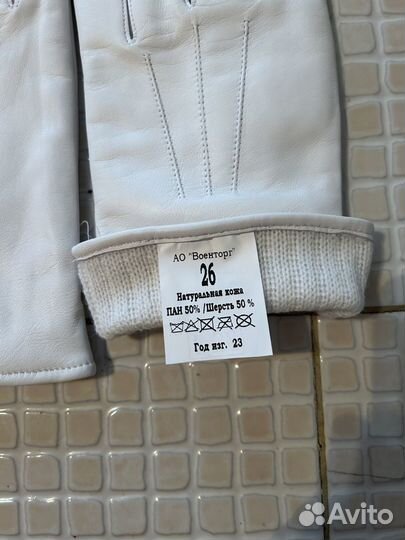 АО "Военторг"
26
Натуральная кожа
ПАН 50% /Шерсть 50 %
Год изг. 23
Avito